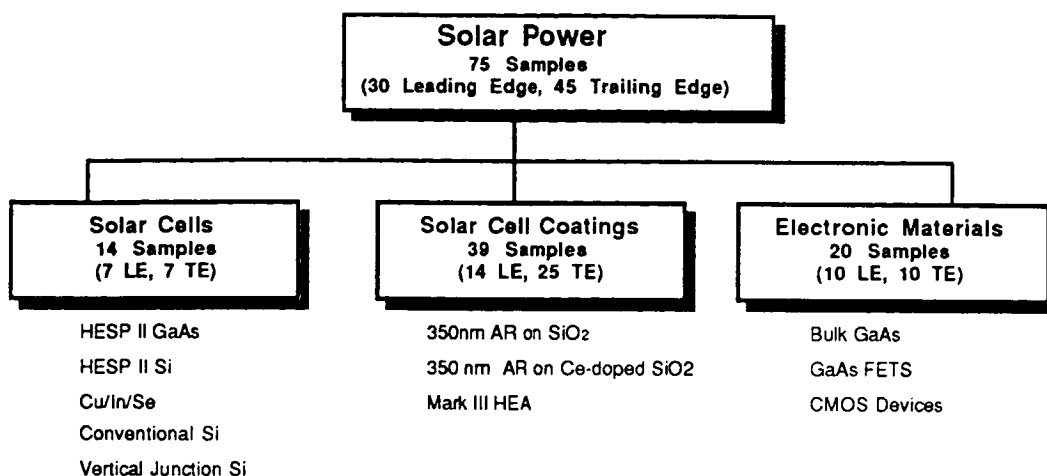 Solar Power
75 Samples
(30 Leading Edge, 45 Trailing Edge)
Solar Cells
14 Samples
(7 LE, 7 TE)
HESP II GaAs
HESP II Si
Cu/In/Se
Conventional Si
Vertical Junction Si
Solar Cell Coatings
39 Samples
(14 LE, 25 TE)
350nm AR on SiO2
350 nm AR on Ce-doped SiO2
Mark III HEA
Electronic Materials
20 Samples
(10 LE, 10 TE)
Bulk GaAs
GaAs FETS
CMOS Devices